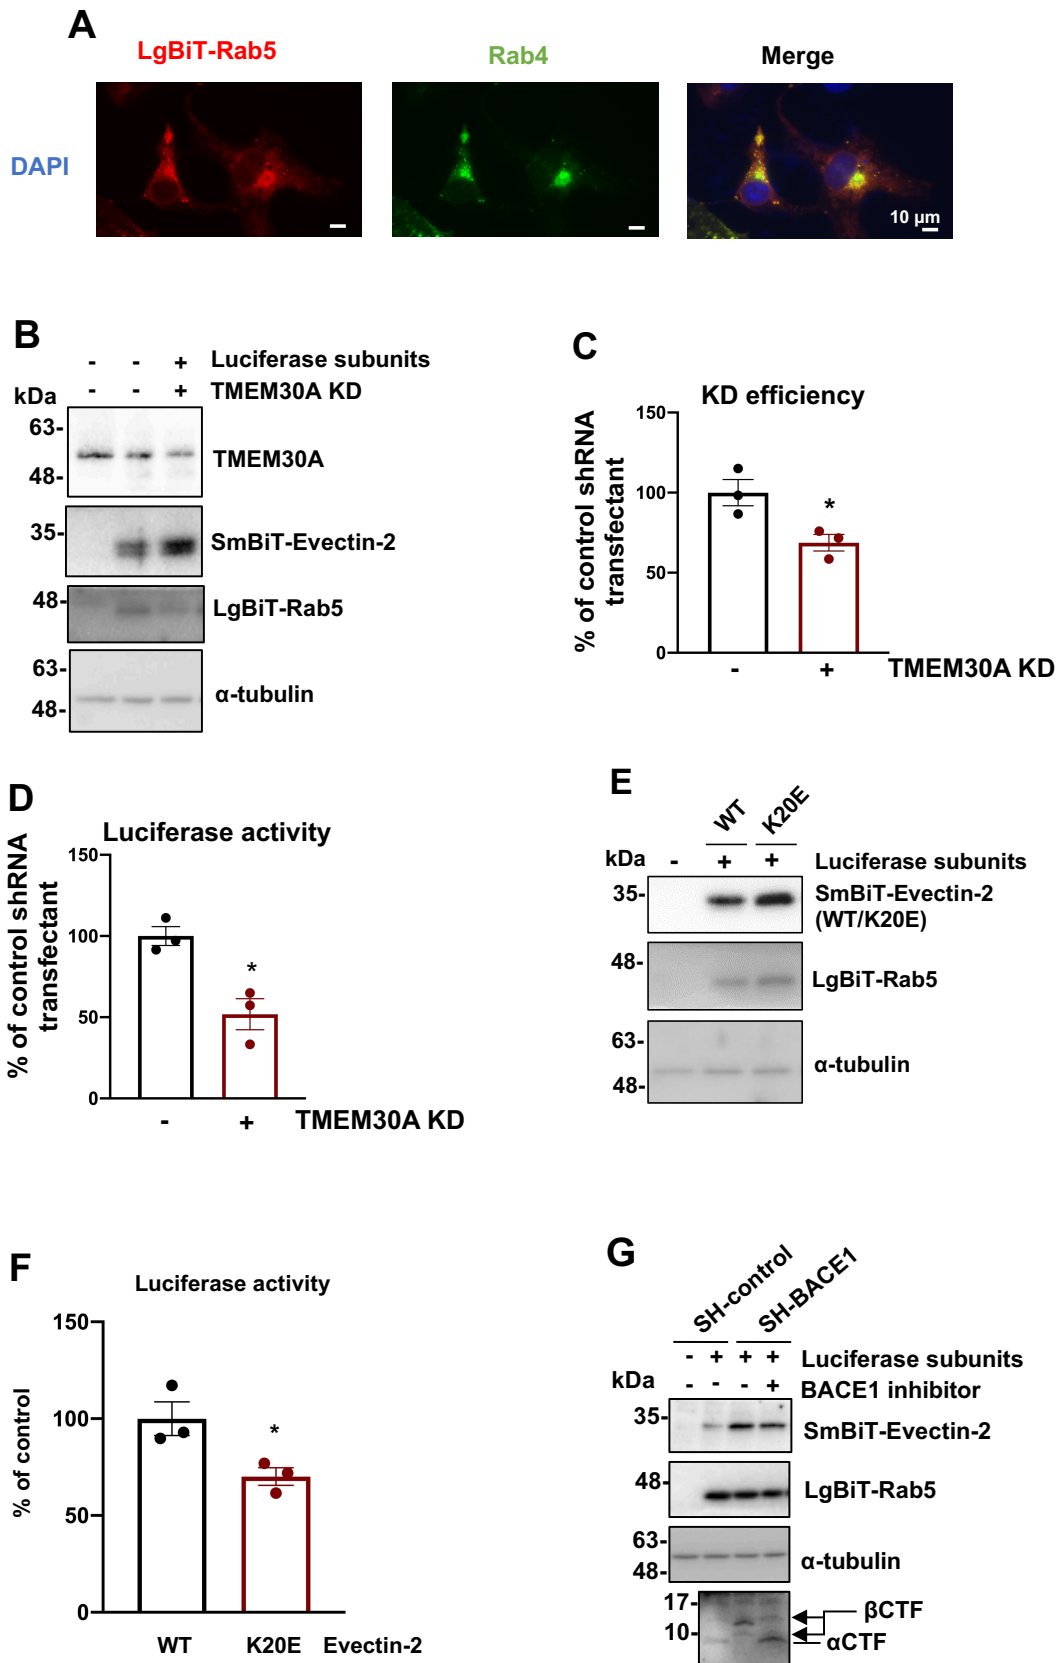 A
LgBiT-Rab5
Rab4
Merge
DAPI
10 µm
B
- - + Luciferase subunits
- - + TMEM30A KD
kDa
63-
48-
TMEM30A
35-
SmBiT-Evectin-2
48-
LgBiT-Rab5
63-
48-
α-tubulin
C
KD efficiency
% of control shRNA
transfectant
150
100
50
0
*
- + TMEM30A KD
D
Luciferase activity
% of control shRNA
transfectant
150
100
50
0
*
- + TMEM30A KD
E
WT K20E
kDa - + + Luciferase subunits
35-
SmBiT-Evectin-2
(WT/K20E)
48-
LgBiT-Rab5
63-
48-
α-tubulin
F
Luciferase activity
% of control
150
100
50
0
*
WT K20E Evectin-2
G
SH-control SH-BACE1
- + + + Luciferase subunits
kDa - - - + BACE1 inhibitor
35-
SmBiT-Evectin-2
48-
LgBiT-Rab5
63-
48-
α-tubulin
17-
10-
βCTF
αCTF